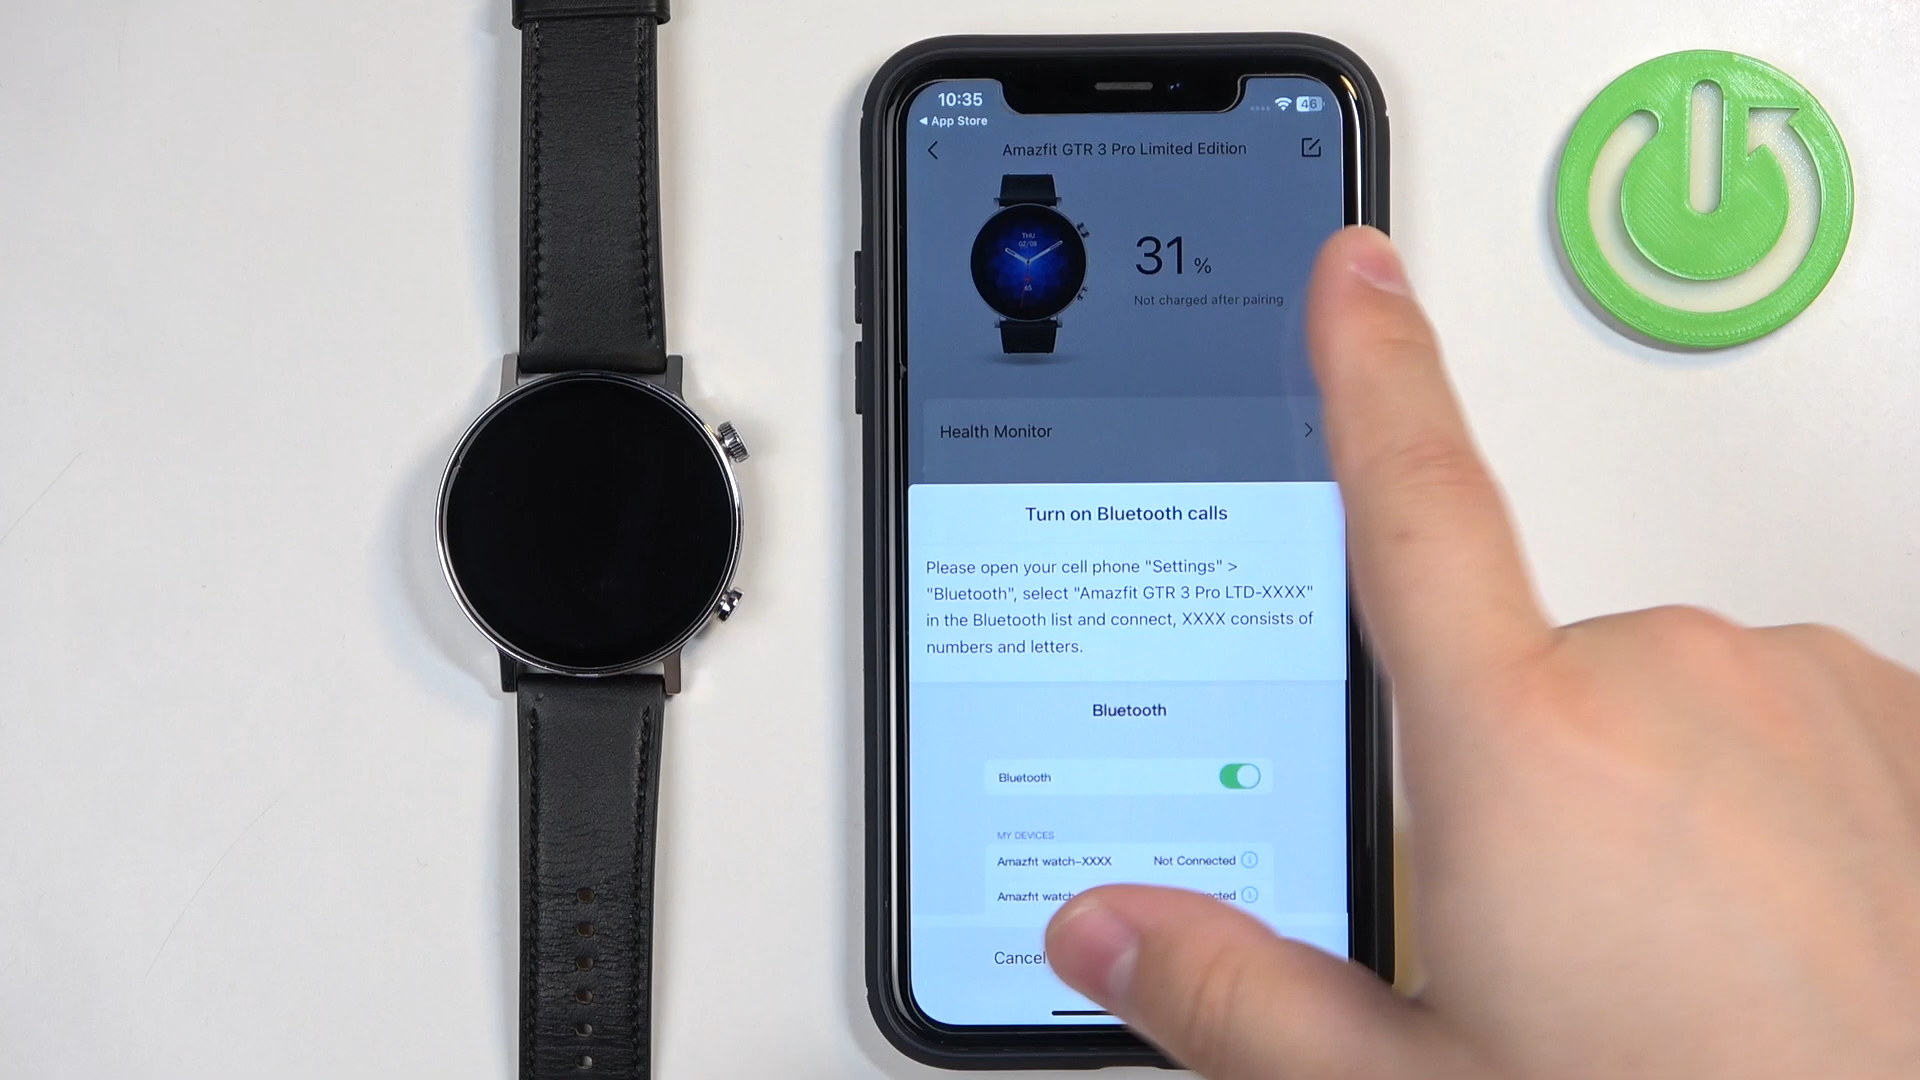 10:35
46
◀ App Store
Amazfit GTR 3 Pro Limited Edition
THU
31 %
Not charged after pairing
Health Monitor
Turn on Bluetooth calls
Please open your cell phone "Settings" >
"Bluetooth", select "Amazfit GTR 3 Pro LTD-XXXX"
in the Bluetooth list and connect, XXXX consists of
numbers and letters.
Bluetooth
Bluetooth
MY DEVICES
Amazfit watch-XXXX Not Connected
Amazfit watch
Cancel